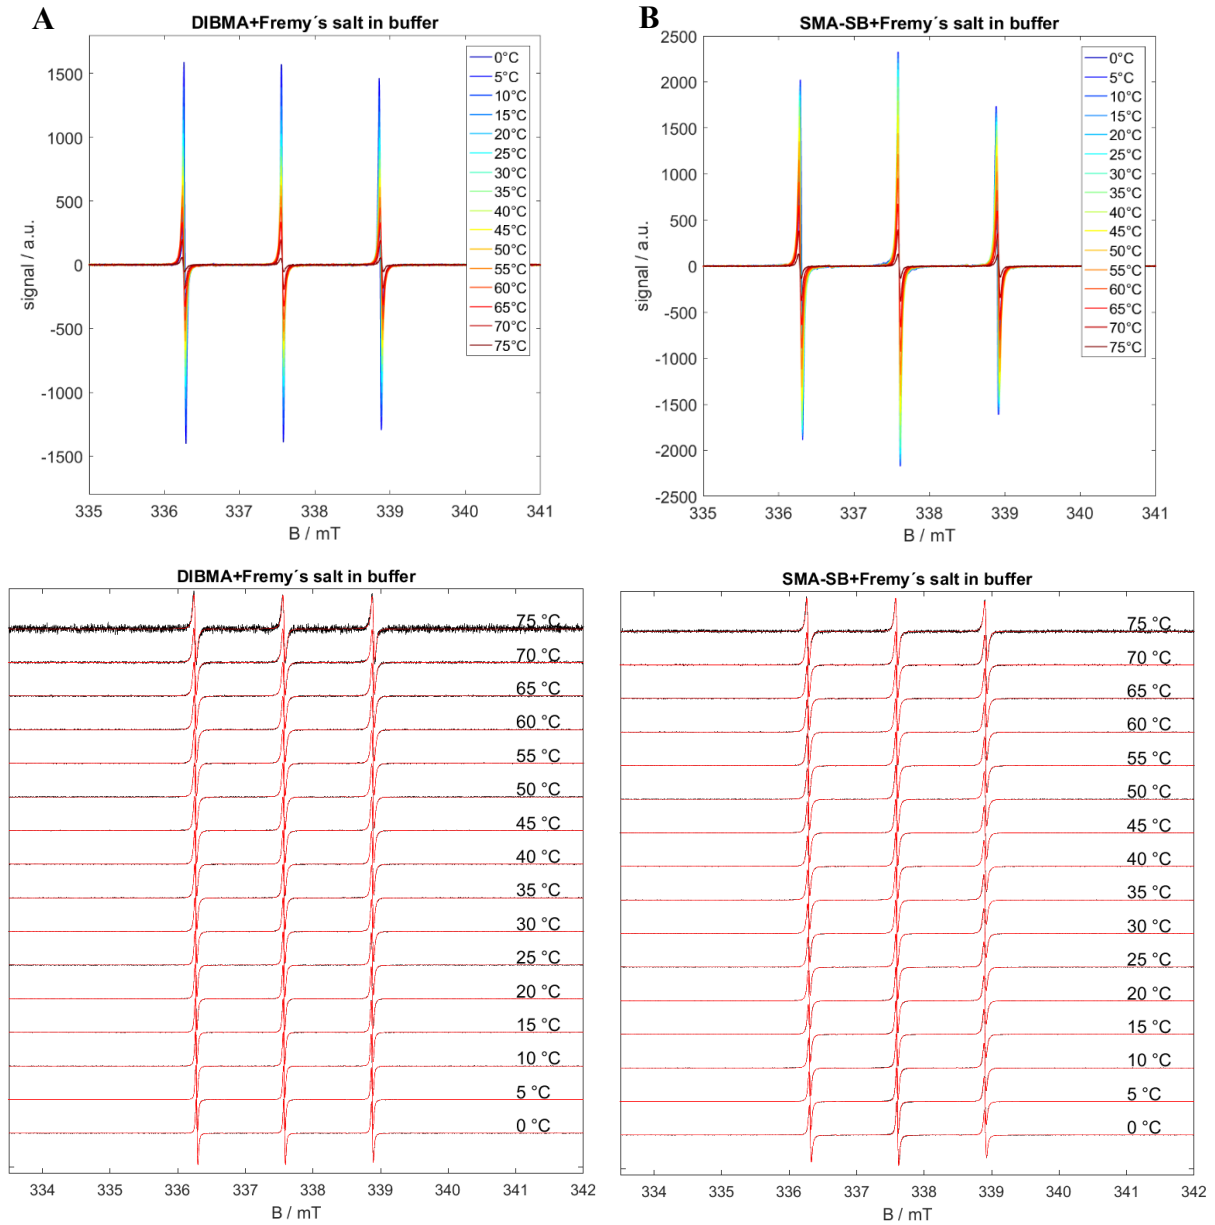 A
DIBMA+Fremy´s salt in buffer
signal / a.u.
1500
1000
500
0
-500
-1000
-1500
0°C
5°C
10°C
15°C
20°C
25°C
30°C
35°C
40°C
45°C
50°C
55°C
60°C
65°C
70°C
75°C
335 336 337 338 339 340 341
B / mT
B
SMA-SB+Fremy´s salt in buffer
signal / a.u.
2500
2000
1500
1000
500
0
-500
-1000
-1500
-2000
-2500
0°C
5°C
10°C
15°C
20°C
25°C
30°C
35°C
40°C
45°C
50°C
55°C
60°C
65°C
70°C
75°C
335 336 337 338 339 340 341
B / mT
DIBMA+Fremy´s salt in buffer
75 °C
70 °C
65 °C
60 °C
55 °C
50 °C
45 °C
40 °C
35 °C
30 °C
25 °C
20 °C
15 °C
10 °C
5 °C
0 °C
334 336 337 338 339 340 341 342
B / mT
SMA-SB+Fremy´s salt in buffer
75 °C
70 °C
65 °C
60 °C
55 °C
50 °C
45 °C
40 °C
35 °C
30 °C
25 °C
20 °C
15 °C
10 °C
5 °C
0 °C
334 335 336 337 338 339 340 341 342
B / mT